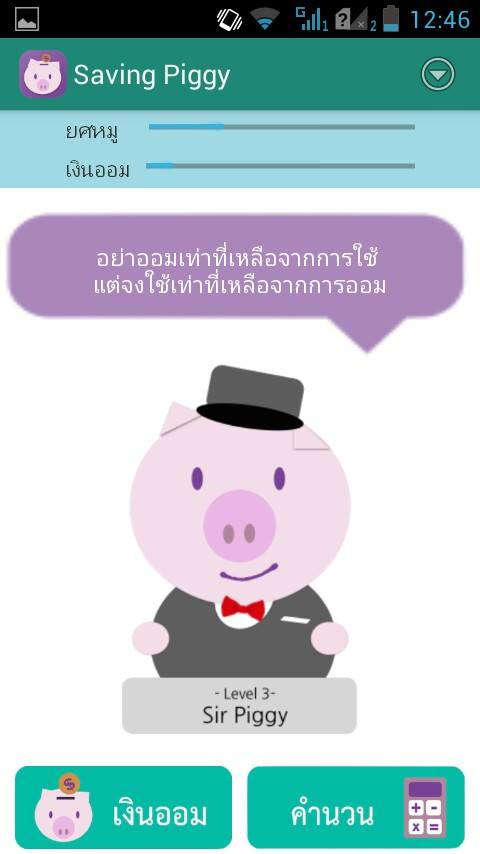 12:46
Saving Piggy
ยศหมู
เงินออม
อย่าออมเท่าที่เหลือจากการใช้
แต่จงใช้เท่าที่เหลือจากการออม
- Level 3-
Sir Piggy
เงินออม
คำนวน